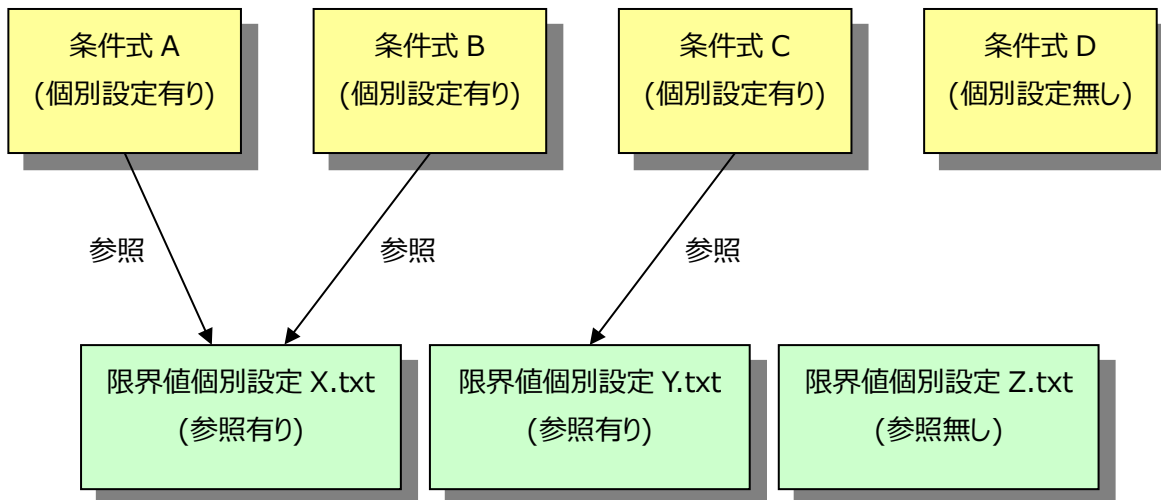 条件式 A
(個別設定有り)
条件式 B
(個別設定有り)
条件式 C
(個別設定有り)
条件式 D
(個別設定無し)
参照
参照
参照
限界値個別設定 X.txt
(参照有り)
限界値個別設定 Y.txt
(参照有り)
限界値個別設定 Z.txt
(参照無し)